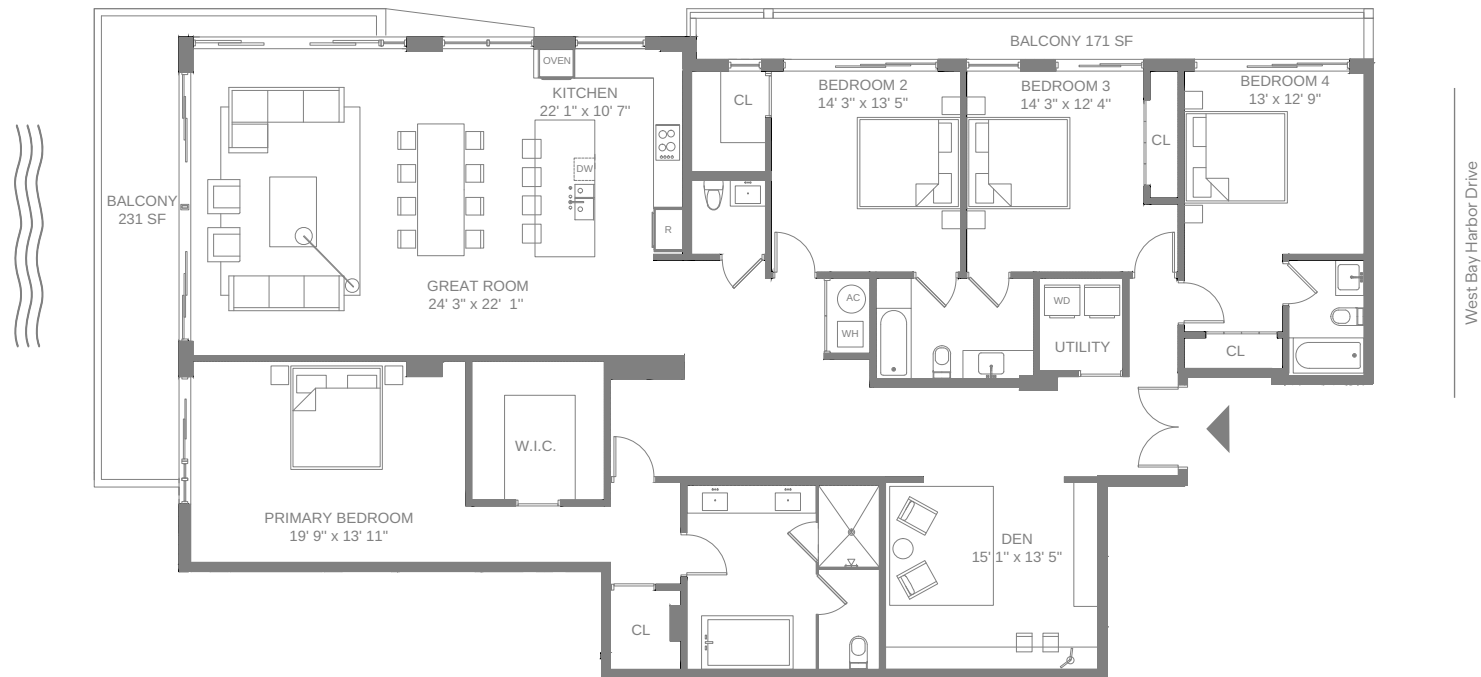 BALCONY 171 SF
OVEN
KITCHEN
22' 1" x 10' 7"
CL
BEDROOM 2
14' 3" x 13' 5"
BEDROOM 3
14' 3" x 12' 4"
BEDROOM 4
13' x 12' 9"
CL
DW
BALCONY
231 SF
R
GREAT ROOM
24' 3" x 22' 1"
AC
WH
WD
UTILITY
CL
West Bay Harbor Drive
W.I.C.
PRIMARY BEDROOM
19' 9" x 13' 11"
DEN
15' 1" x 13' 5"
CL